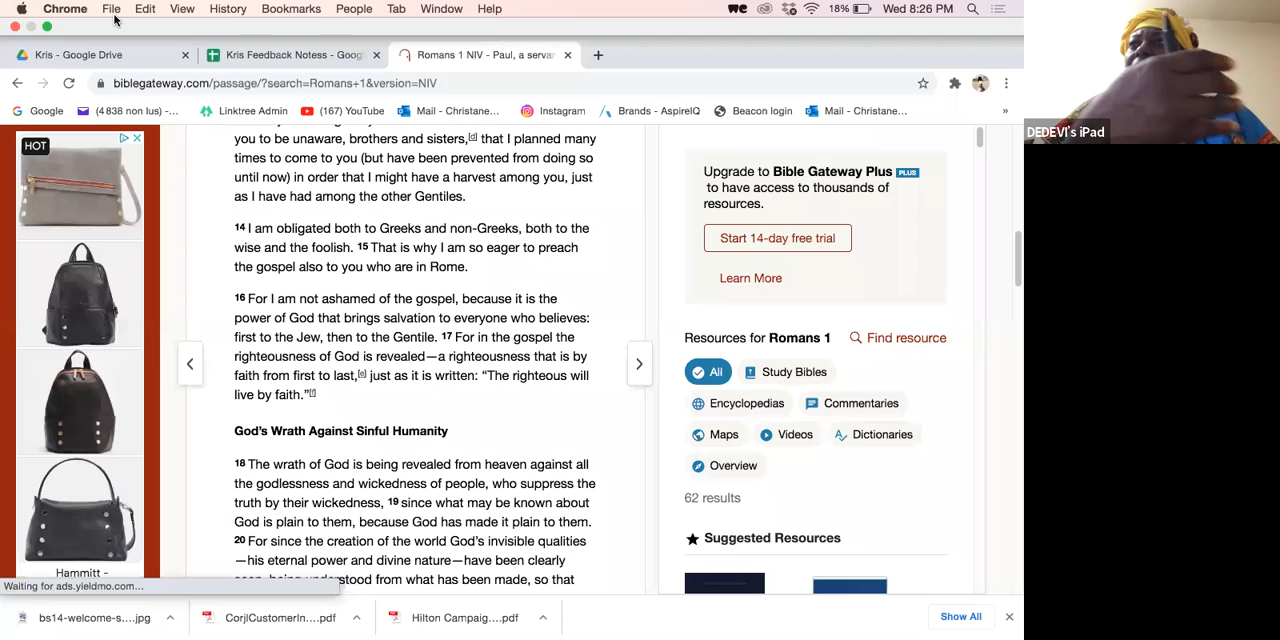 Chrome File Edit View History Bookmarks People Tab Window Help 18% Wed 8:26 PM
Kris - Google Drive Kris Feedback Notess - Goog Romans 1 NIV - Paul, a serva
biblegateway.com/passage/?search=Romans+1&version=NIV
Google (4 838 non lus) -... Linktree Admin (167) YouTube Mail - Christane... Instagram Brands - AspireIQ Beacon login Mail - Christane... »
HOT
Hammitt -
you to be unaware, brothers and sisters,[d] that I planned many
times to come to you (but have been prevented from doing so
until now) in order that I might have a harvest among you, just
as I have had among the other Gentiles.
14 I am obligated both to Greeks and non-Greeks, both to the
wise and the foolish. 15 That is why I am so eager to preach
the gospel also to you who are in Rome.
16 For I am not ashamed of the gospel, because it is the
power of God that brings salvation to everyone who believes:
first to the Jew, then to the Gentile. 17 For in the gospel the
righteousness of God is revealed—a righteousness that is by
faith from first to last,[e] just as it is written: “The righteous will
live by faith.”[f]
God’s Wrath Against Sinful Humanity
18 The wrath of God is being revealed from heaven against all
the godlessness and wickedness of people, who suppress the
truth by their wickedness, 19 since what may be known about
God is plain to them, because God has made it plain to them.
20 For since the creation of the world God’s invisible qualities
—his eternal power and divine nature—have been clearly
seen, being understood from what has been made, so that
Upgrade to Bible Gateway Plus PLUS
to have access to thousands of
resources.
Start 14-day free trial
Learn More
Resources for Romans 1 Find resource
All Study Bibles
Encyclopedias Commentaries
Maps Videos Dictionaries
Overview
62 results
Suggested Resources
Waiting for ads.yieldmo.com...
bs14-welcome-s....jpg CorjlCustomerIn....pdf Hilton Campaig....pdf Show All
DEDEVI's iPad